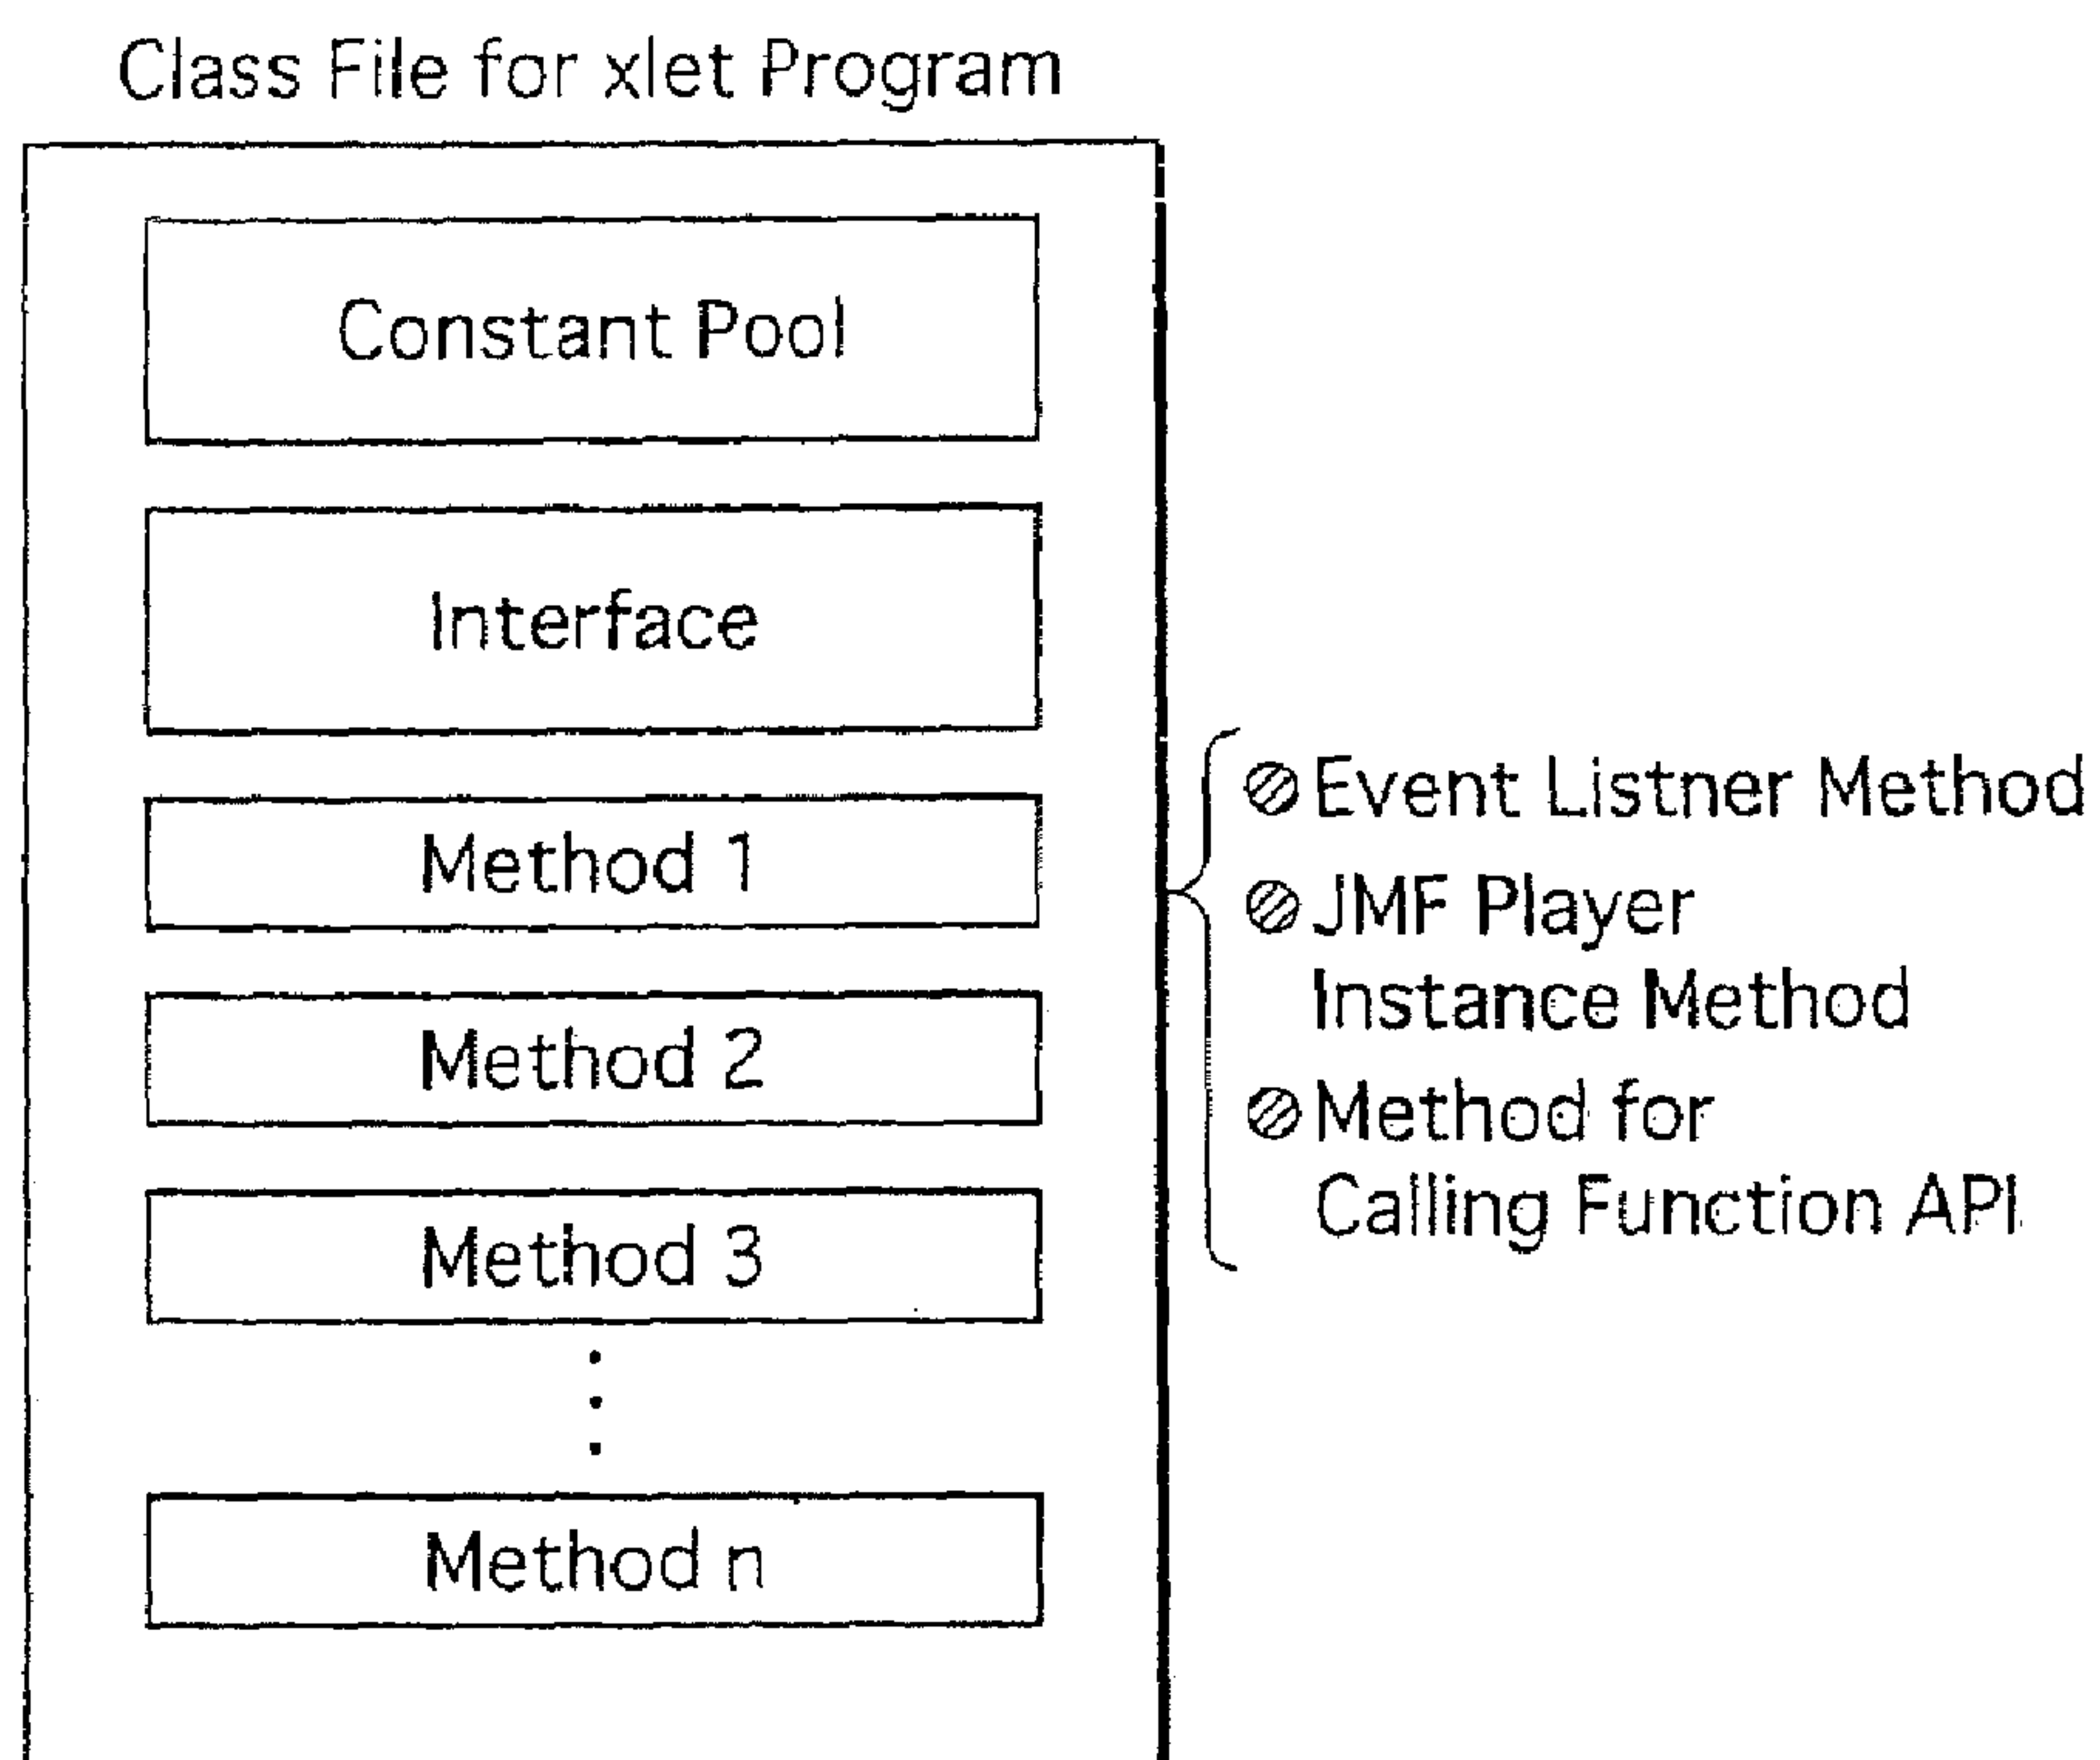 Class File for xlet Program
Constant Pool
Interface
Method 1
Method 2
Method 3
Method n
Event Listner Method
JMF Player
Instance Method
Method for
Calling Function API